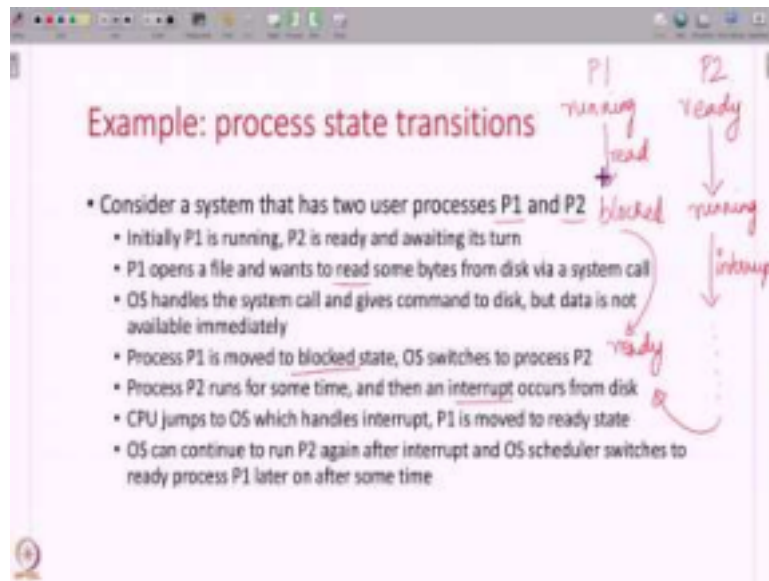 P1 P2
running ready
Example: process state transitions
read
• Consider a system that has two user processes P1 and P2
blocked running
• Initially P1 is running, P2 is ready and awaiting its turn
• P1 opens a file and wants to read some bytes from disk via a system call
interrup
• OS handles the system call and gives command to disk, but data is not
available immediately
ready
• Process P1 is moved to blocked state, OS switches to process P2
• Process P2 runs for some time, and then an interrupt occurs from disk
• CPU jumps to OS which handles interrupt, P1 is moved to ready state
• OS can continue to run P2 again after interrupt and OS scheduler switches to
ready process P1 later on after some time